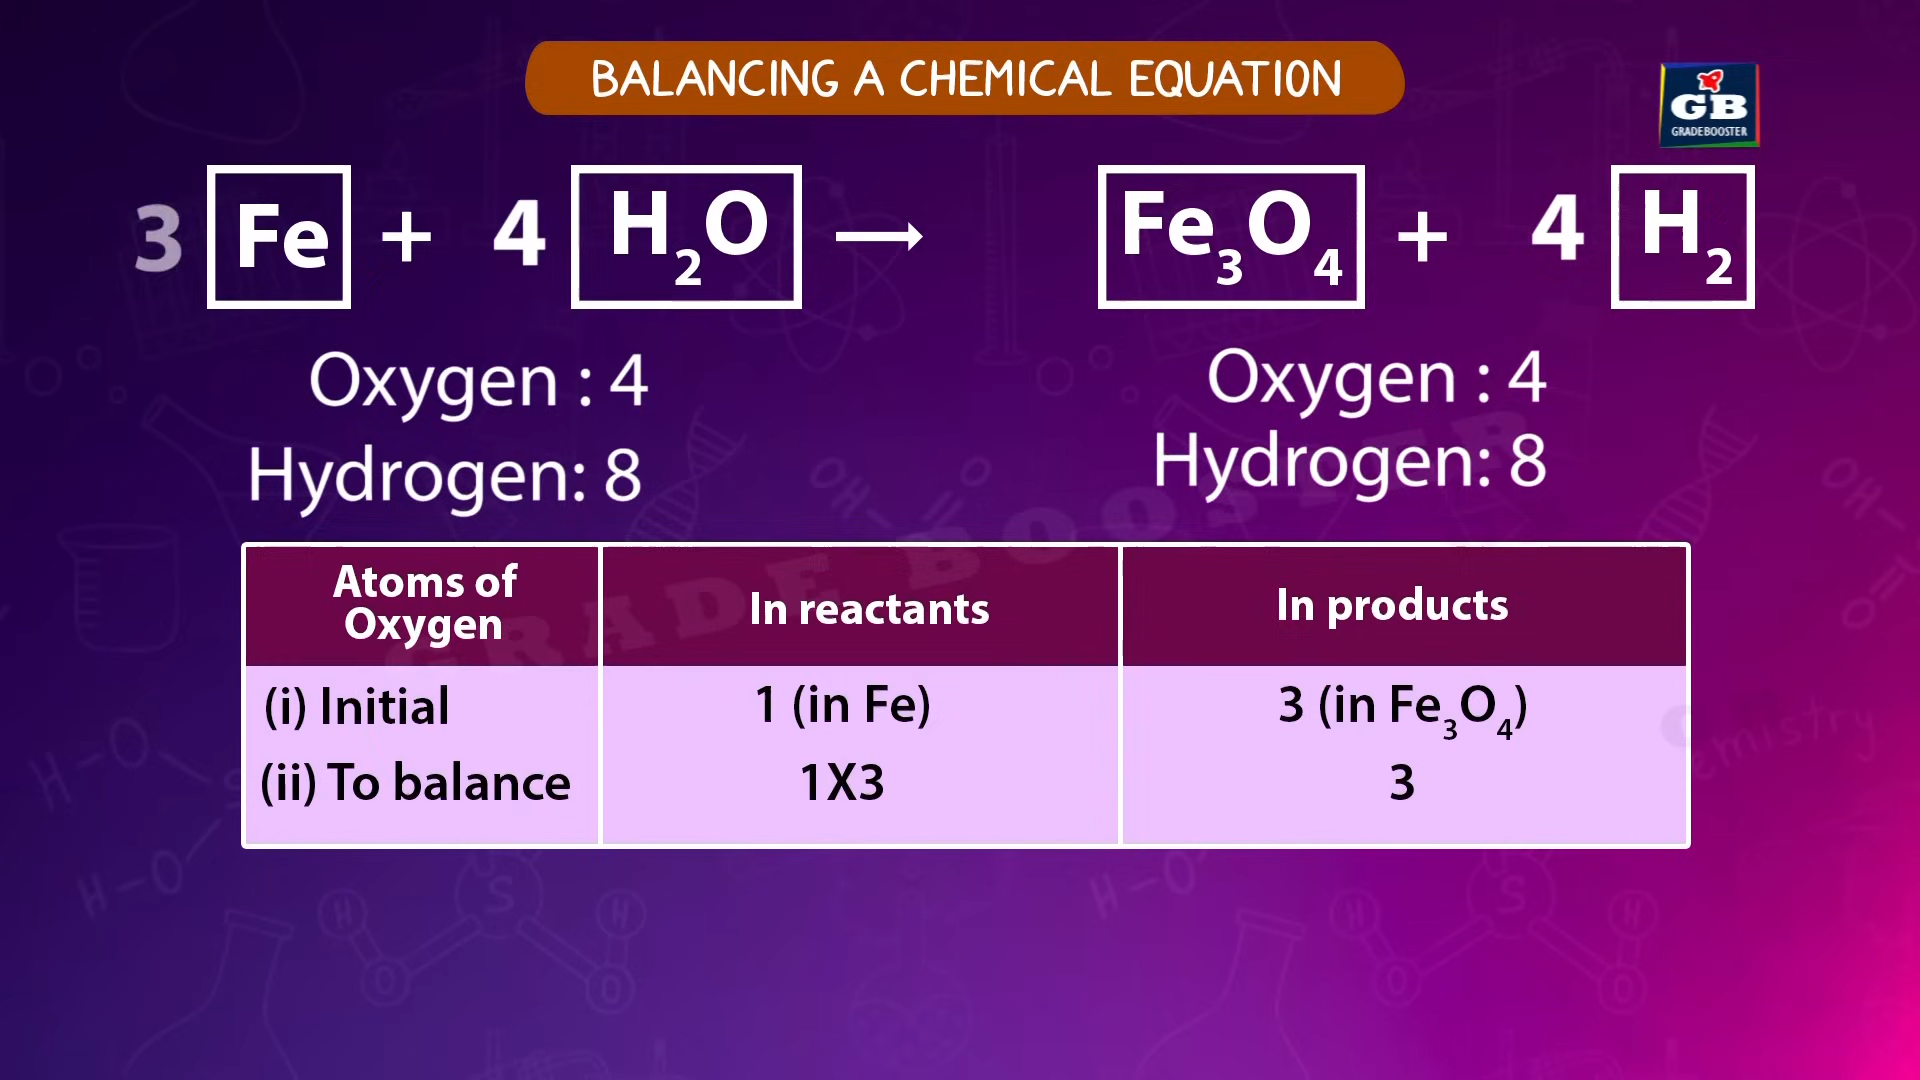 BALANCING A CHEMICAL EQUATION
GB
GRADEBOOSTER
3 Fe + 4 H₂O → Fe₃O₄ + 4 H₂
Oxygen : 4 Oxygen : 4
Hydrogen: 8 Hydrogen: 8
GRADE BOOSTER
Atoms of Oxygen In reactants In products
(i) Initial 1 (in Fe) 3 (in Fe₃O₄)
(ii) To balance 1X3 3